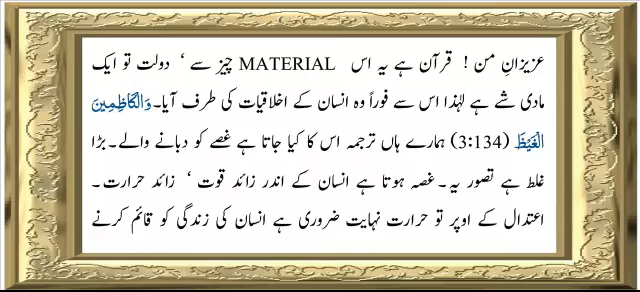 عزیزانِ من ! قرآن ہے یہ اس MATERIAL چیز سے ‘ دولت تو ایک
مادی شے ہے لہٰذا اس سے فوراً وہ انسان کے اخلاقیات کی طرف آیا۔ وَالْكَاظِمِينَ
الْغَيْظَ (3:134) ہمارے ہاں ترجمہ اس کا کیا جاتا ہے غصے کو دبانے والے۔ بڑا
غلط ہے تصور یہ۔ غصہ ہوتا ہے انسان کے اندر زائد قوت ‘ زائد حرارت۔
اعتدال کے اوپر تو حرارت نہایت ضروری ہے انسان کی زندگی کو قائم کرنے